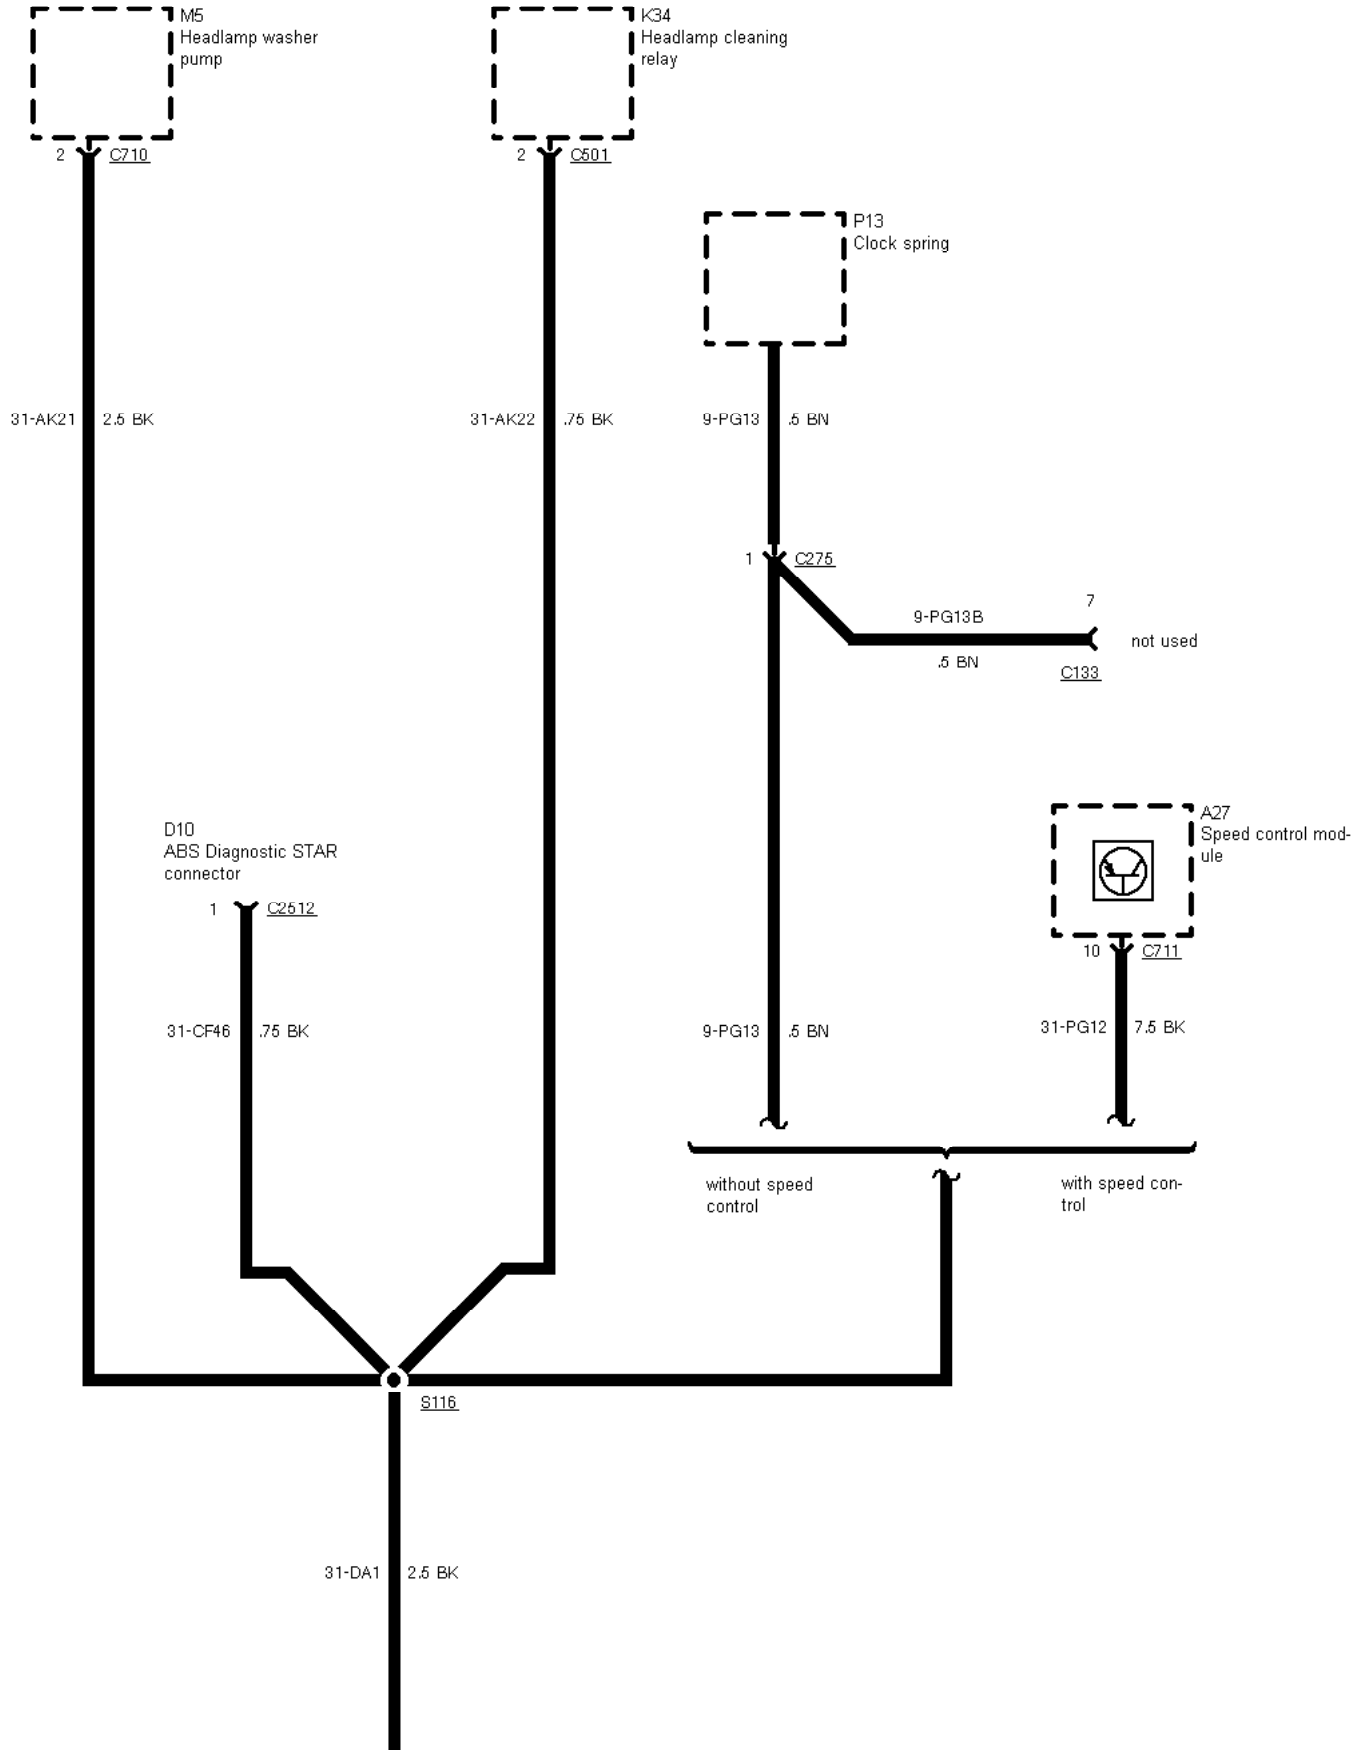 M5
Headlamp washer
pump
K34
Headlamp cleaning
relay
2 C710
2 C501
P13
Clock spring
31-AK21 2.5 BK
31-AK22 .75 BK
9-PG13 .5 BN
1 C275
7
9-PG13B
not used
.5 BN
C133
A27
Speed control mod-
ule
D10
ABS Diagnostic STAR
connector
1 C2512
10 C711
31-CF46 .75 BK
9-PG13 .5 BN
31-PG12 7.5 BK
without speed
control
with speed con-
trol
S116
31-DA1 2.5 BK